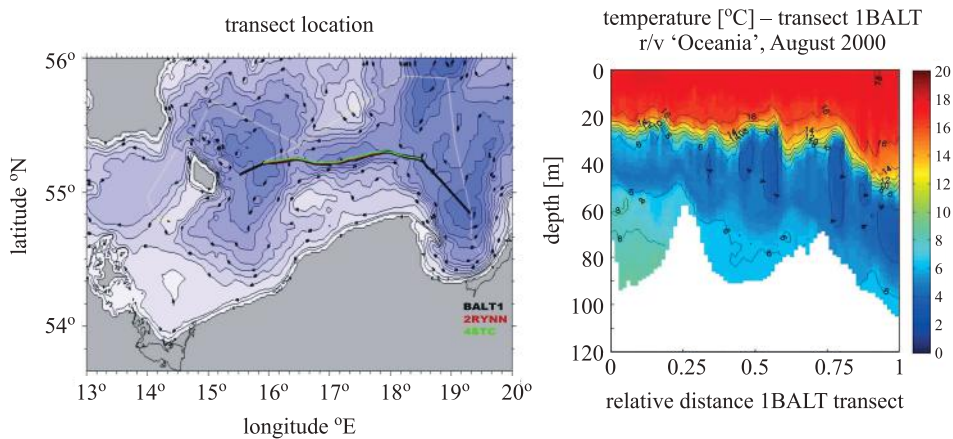 transect location
56°
55°
54°
latitude °N
13° 14° 15° 16° 17° 18° 19° 20°
longitude °E
BALT1
2RYNN
4STC
temperature [°C] – transect 1BALT
r/v ‘Oceania’, August 2000
0
20
40
60
80
100
120
depth [m]
0 0.25 0.5 0.75 1
relative distance 1BALT transect
20
18
16
14
12
10
8
6
4
2
0